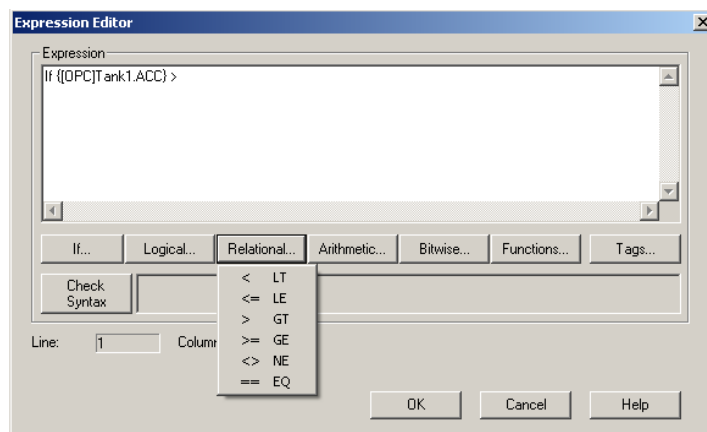 Expression Editor
Expression
If {[OPC]Tank1.ACC} >
If... Logical... Relational... Arithmetic... Bitwise... Functions... Tags...
< LT
<= LE
> GT
>= GE
<> NE
== EQ
Check
Syntax
Line: 1 Column
OK Cancel Help